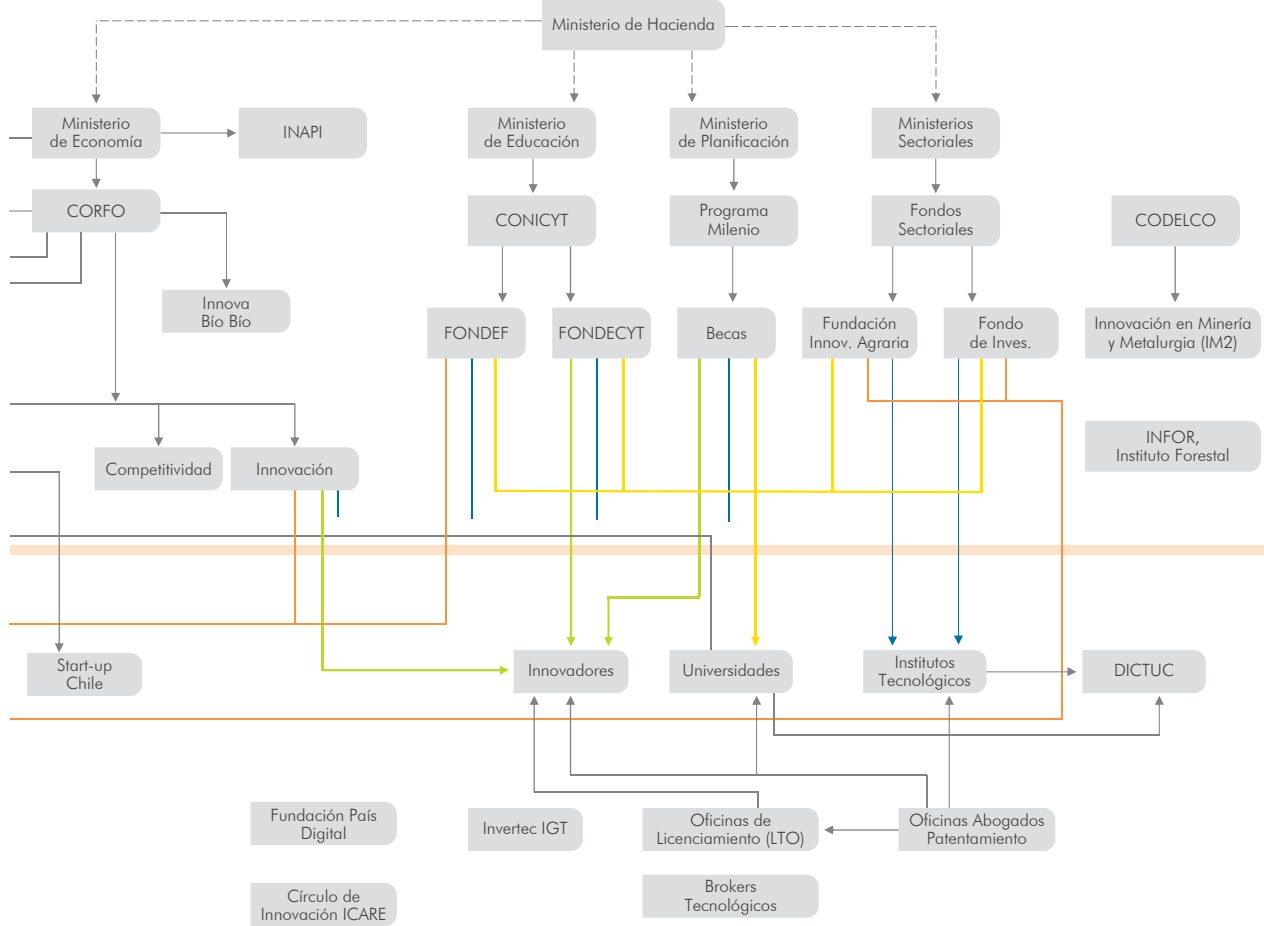 Ministerio de Hacienda
Ministerio
de Economía
INAPI
Ministerio
de Educación
Ministerio
de Planificación
Ministerios
Sectoriales
CORFO
CONICYT
Programa
Milenio
Fondos
Sectoriales
CODELCO
Innova
Bío Bío
FONDEF
FONDECYT
Becas
Fundación
Innov. Agraria
Fondo
de Inves.
Innovación en Minería
y Metalurgia (IM2)
Competitividad
Innovación
INFOR,
Instituto Forestal
Start-up
Chile
Innovadores
Universidades
Institutos
Tecnológicos
DICTUC
Fundación País
Digital
Invertec IGT
Oficinas de
Licenciamiento (LTO)
Oficinas Abogados
Patentamiento
Círculo de
Innovación ICARE
Brokers
Tecnológicos